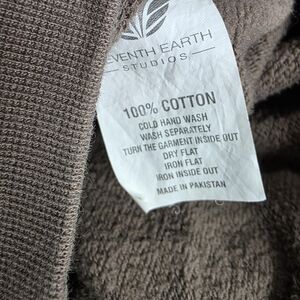 EVENTH EARTH
STUDIOS
100% COTTON
COLD HAND WASH
WASH SEPARATELY
TURN THE GARMENT INSIDE OUT
DRY FLAT
IRON FLAT
IRON INSIDE OUT
MADE IN PAKISTAN